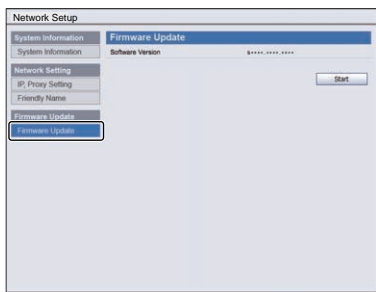 Network Setup
System Information
System Information
Network Setting
IP, Proxy Setting
Friendly Name
Firmware Update
Firmware Update
Firmware Update
Software Version
Start